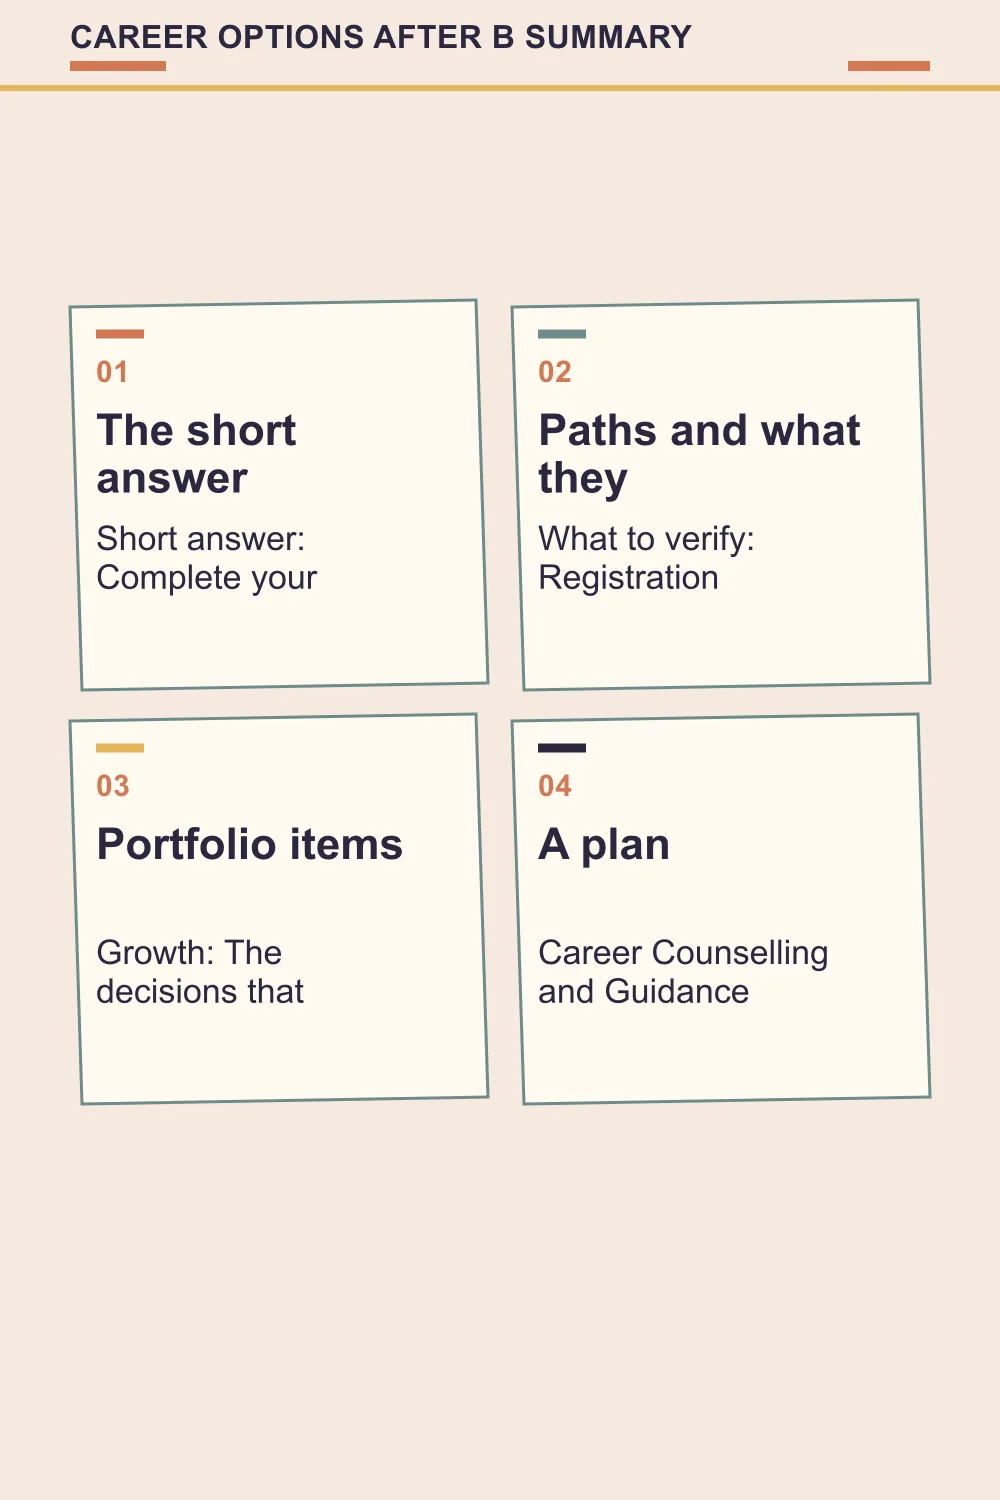 CAREER OPTIONS AFTER B SUMMARY
01
The short
answer
Short answer:
Complete your
02
Paths and what
they
What to verify:
Registration
03
Portfolio items
Growth: The
decisions that
04
A plan
Career Counselling
and Guidance